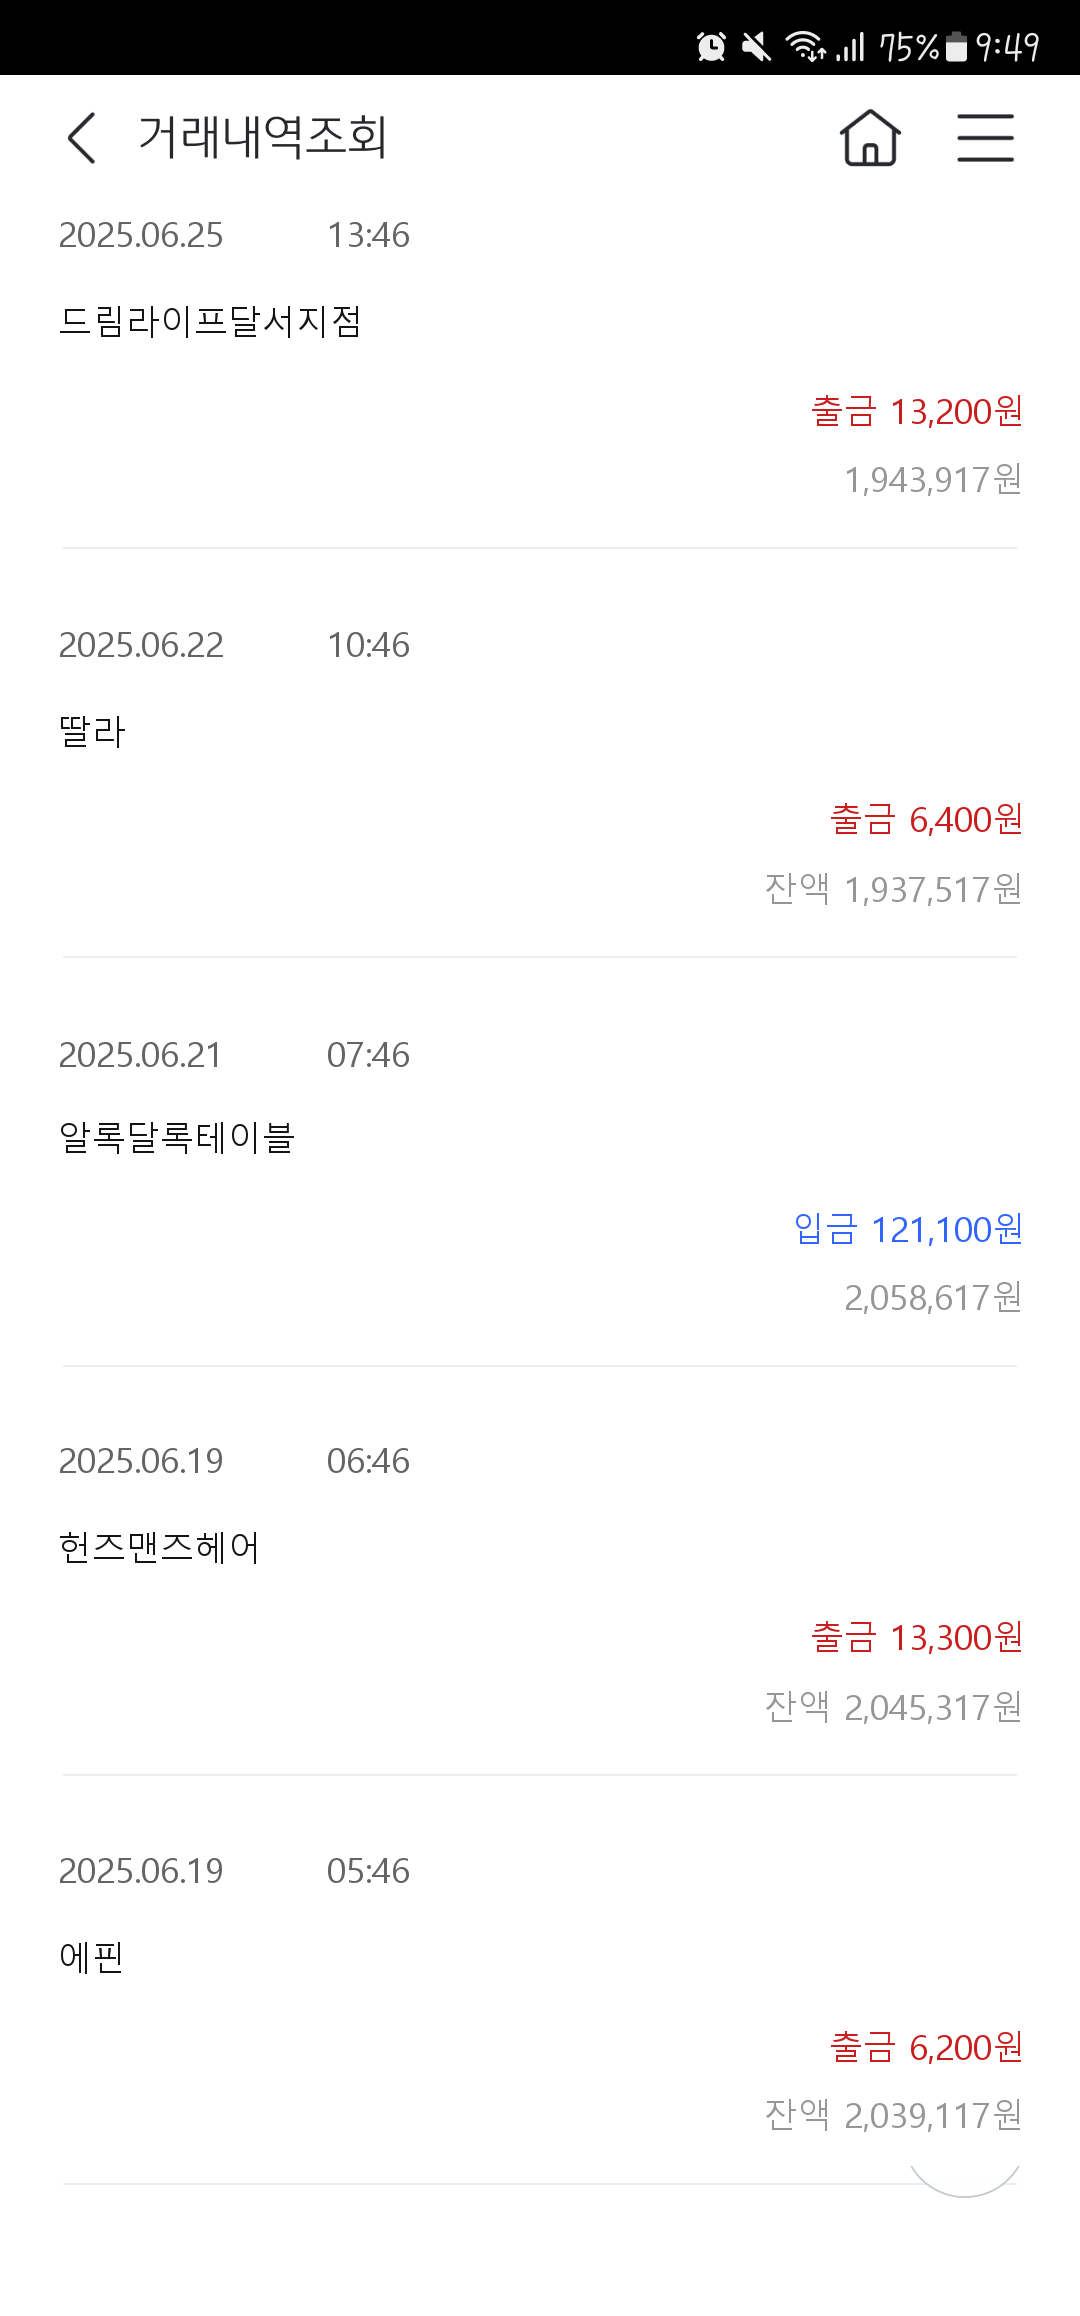 75% 9:49
거래내역조회
2025.06.25 13:46
드림라이프달서지점
출금 13,200원
1,943,917원
2025.06.22 10:46
딸라
출금 6,400원
잔액 1,937,517원
2025.06.21 07:46
알록달록테이블
입금 121,100원
2,058,617원
2025.06.19 06:46
헌즈맨즈헤어
출금 13,300원
잔액 2,045,317원
2025.06.19 05:46
에핀
출금 6,200원
잔액 2,039,117원